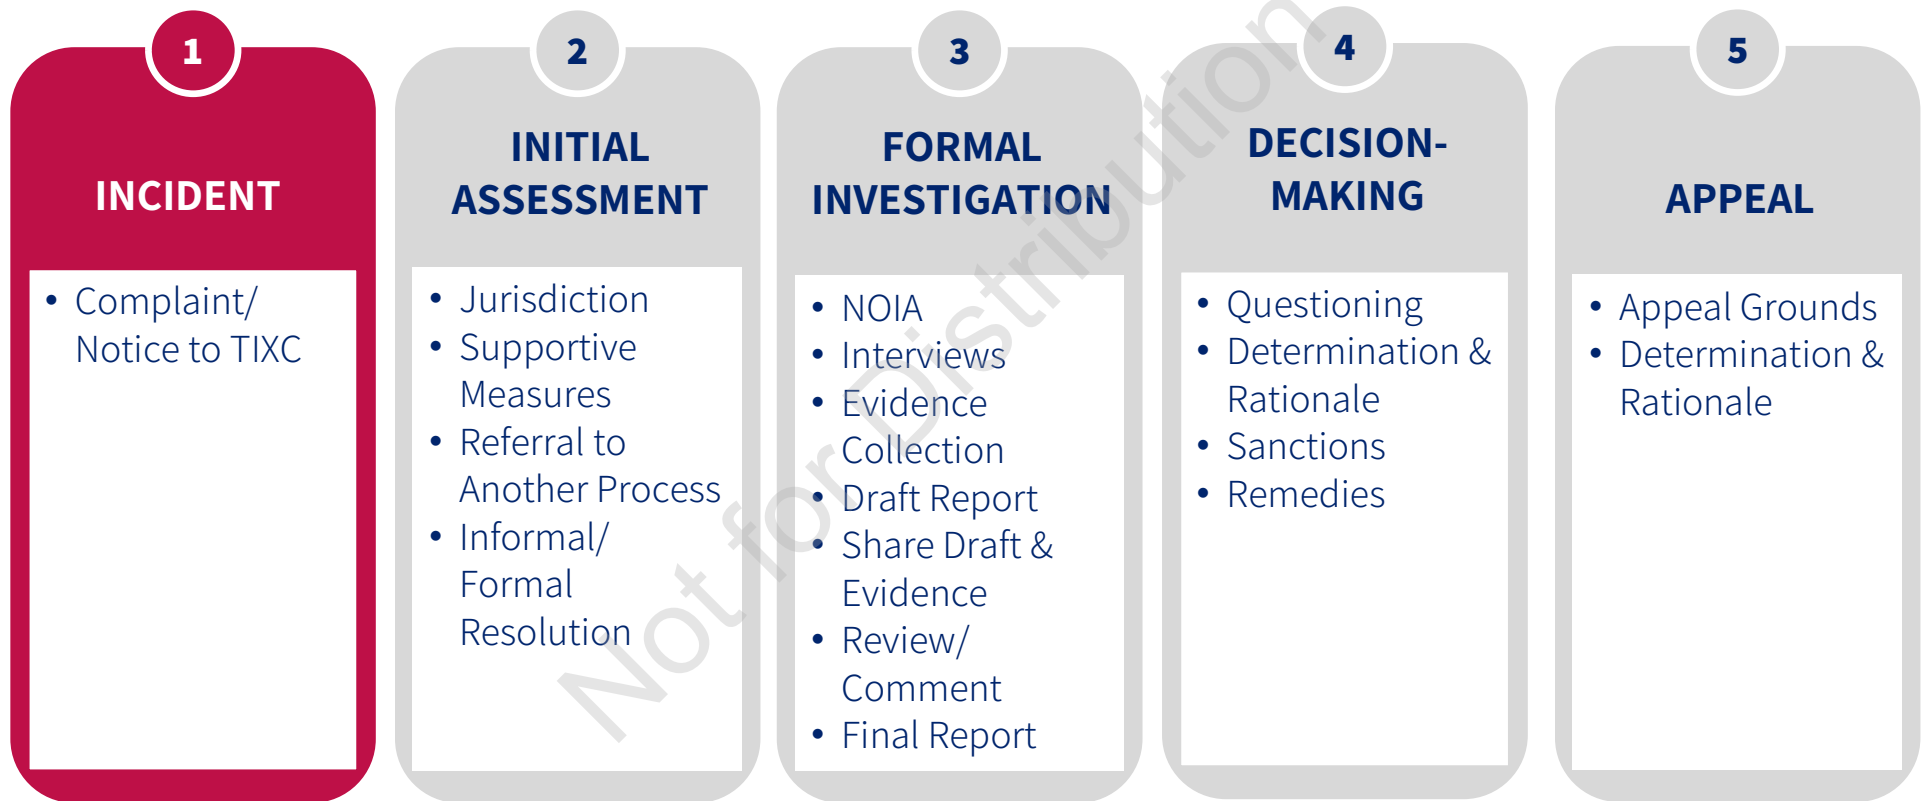 1
INCIDENT
• Complaint/
Notice to TIXC
2
INITIAL
ASSESSMENT
• Jurisdiction
• Supportive
Measures
• Referral to
Another Process
• Informal/
Formal
Resolution
3
FORMAL
INVESTIGATION
• NOIA
• Interviews
• Evidence
Collection
• Draft Report
• Share Draft &
Evidence
• Review/
Comment
• Final Report
4
DECISION-
MAKING
• Questioning
• Determination &
Rationale
• Sanctions
• Remedies
5
APPEAL
• Appeal Grounds
• Determination &
Rationale
Not for Distribution